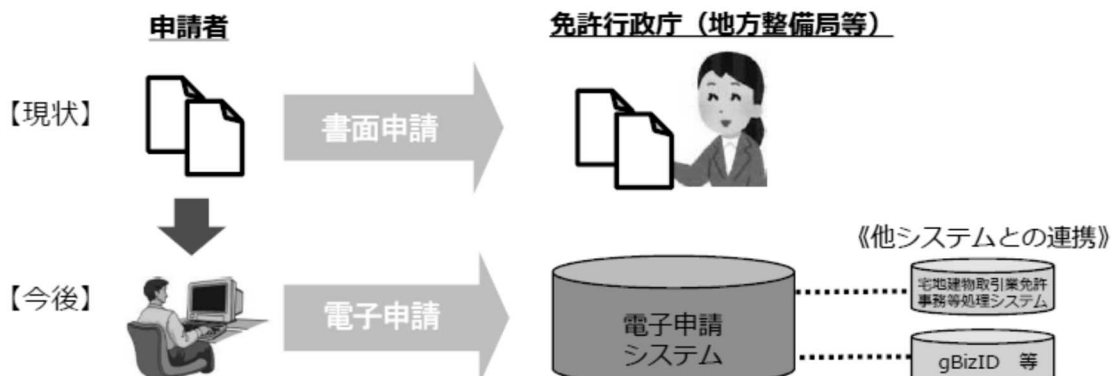 申請者
免許行政庁（地方整備局等）
【現状】
書面申請
《他システムとの連携》
【今後】
電子申請
電子申請
システム
宅地建物取引業免許
事務等処理システム
gBizID　等